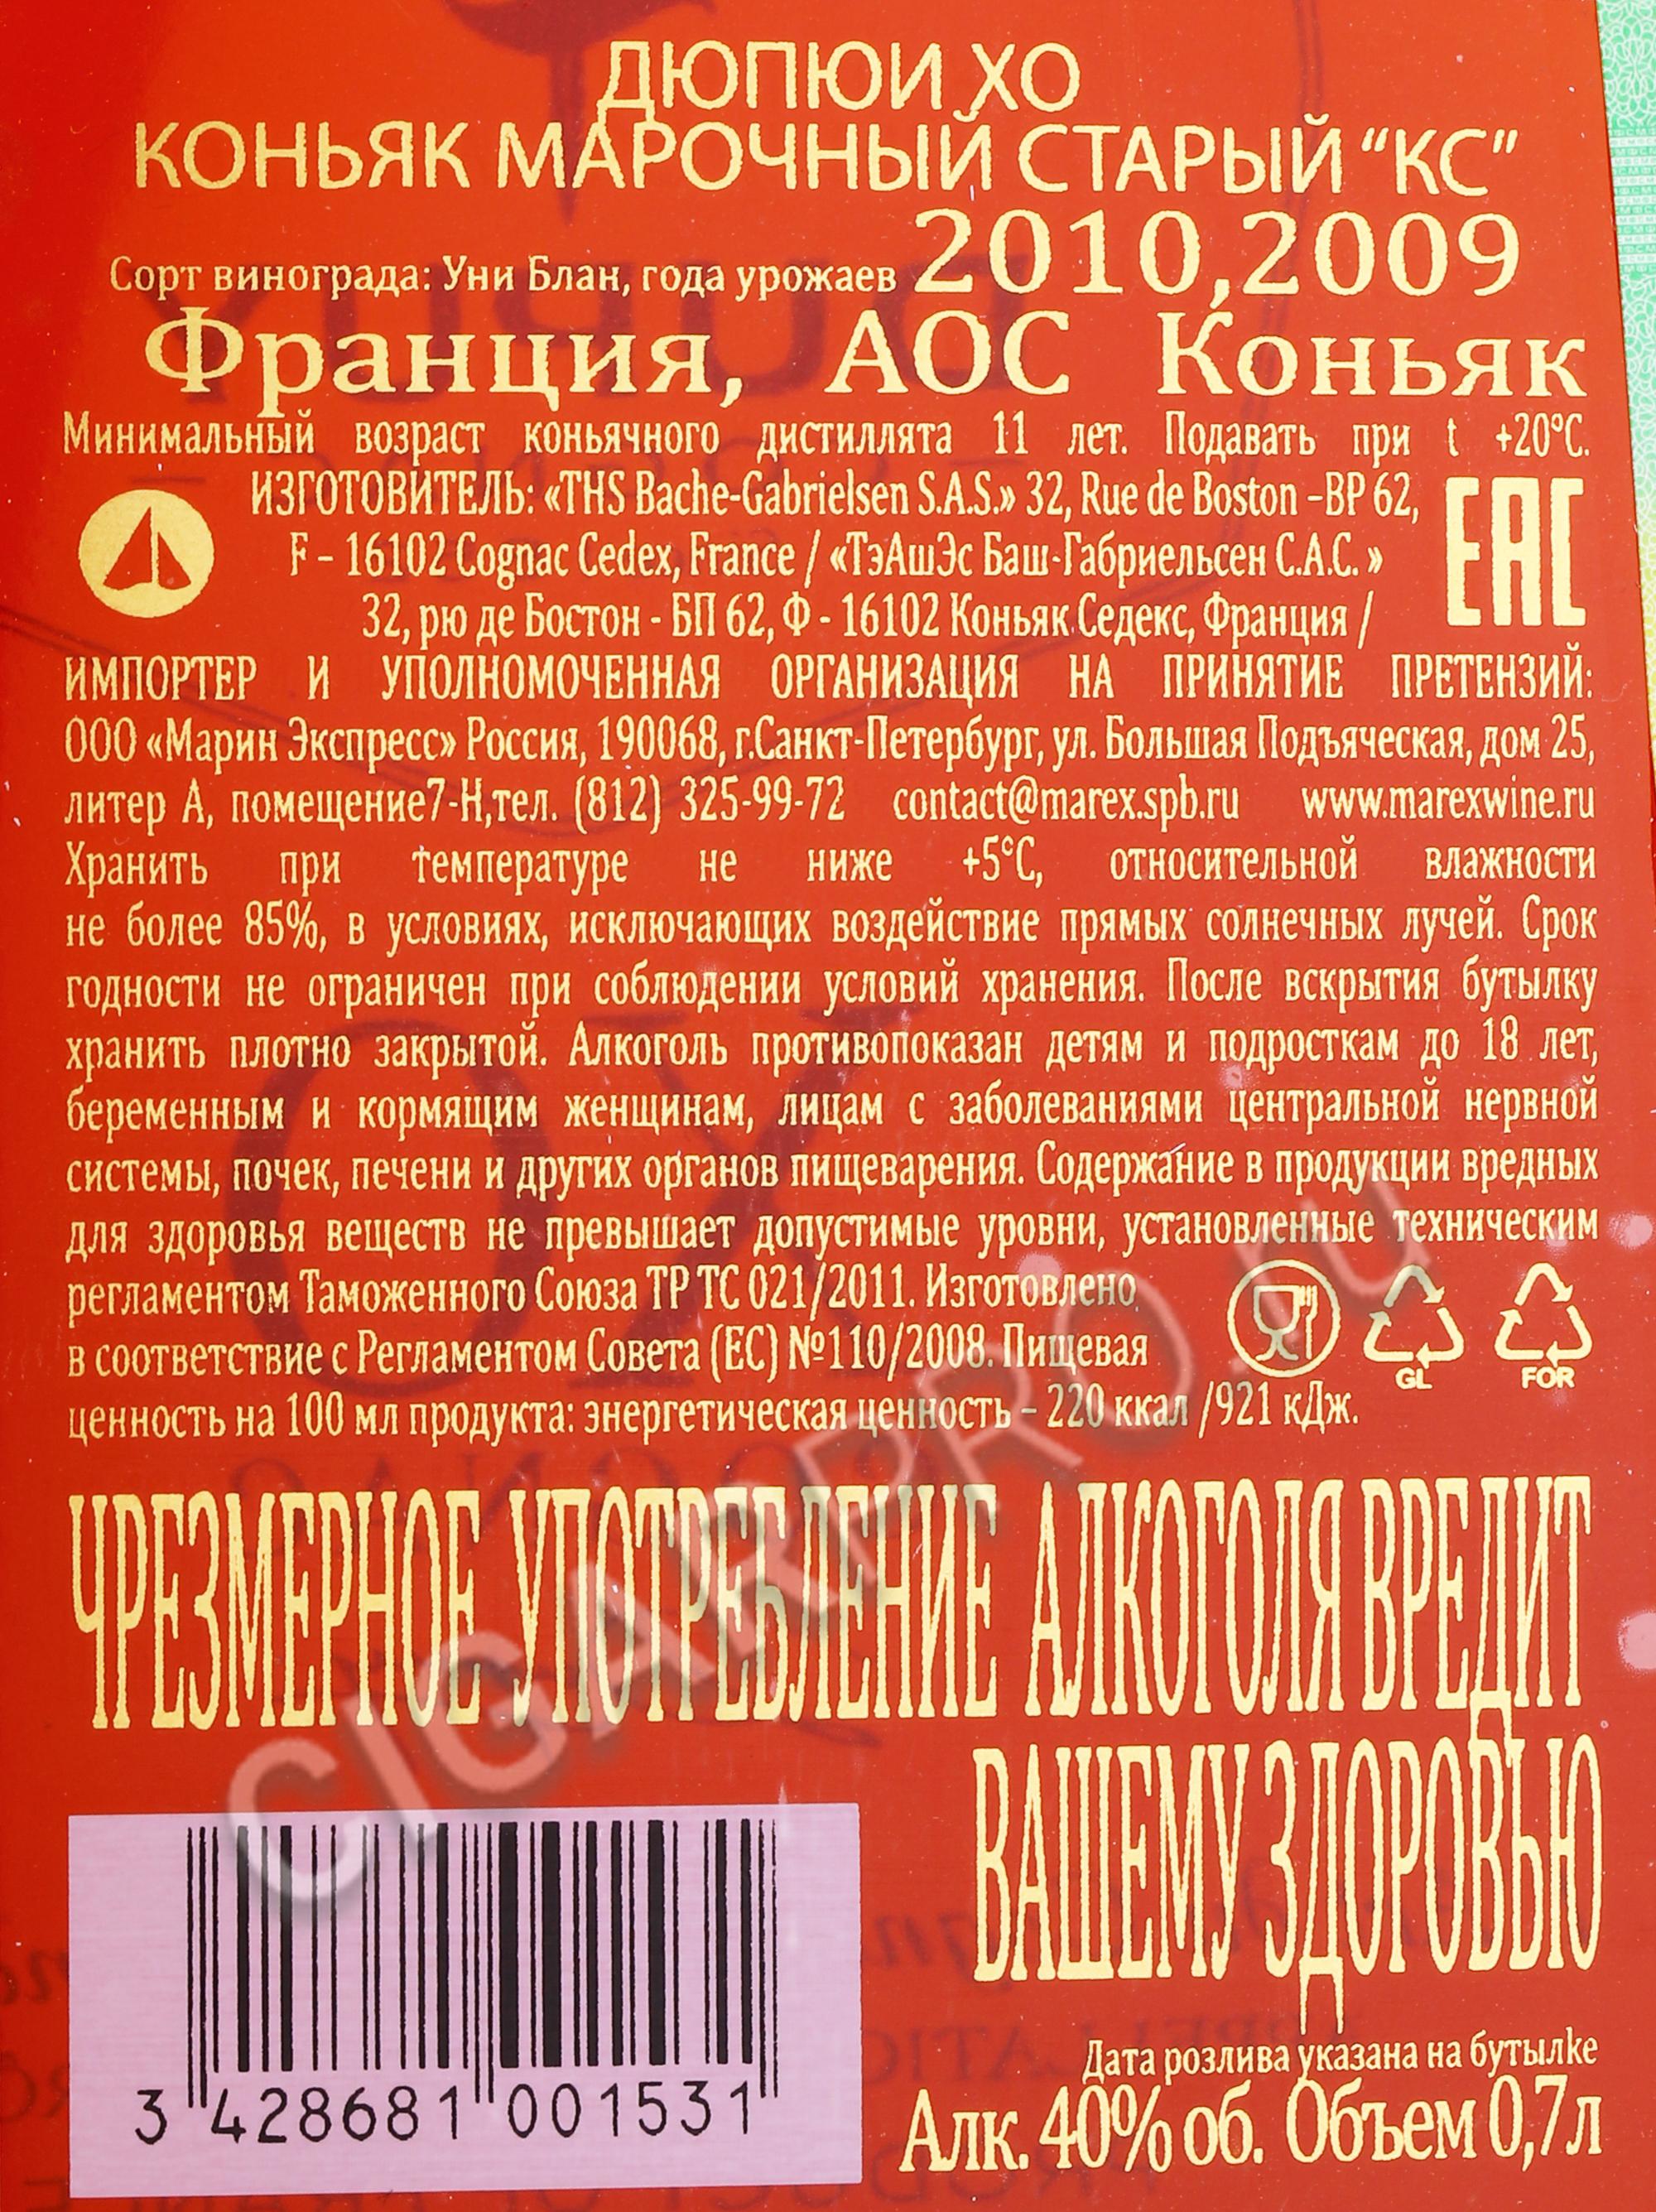 ДЮПЮИ ХО
КОНЬЯК МАРОЧНЫЙ СТАРЫЙ “КС”
Сорт винограда: Уни Блан, года урожаев 2010,2009
Франция, АОС Коньяк
Минимальный возраст коньячного дистиллята 11 лет. Подавать при t +20°C.
ИЗГОТОВИТЕЛЬ: «THS Bache-Gabrielsen S.A.S.» 32, Rue de Boston –BP 62,
F – 16102 Cognac Cedex, France / «ТэАшЭс Баш-Габриельсен С.А.С. »
32, рю де Бостон - БП 62, Ф - 16102 Коньяк Седекс, Франция /
EAC
ИМПОРТЕР И УПОЛНОМОЧЕННАЯ ОРГАНИЗАЦИЯ НА ПРИНЯТИЕ ПРЕТЕНЗИЙ:
ООО «Марин Экспресс» Россия, 190068, г.Санкт-Петербург, ул. Большая Подъяческая, дом 25,
литер А, помещение7-Н,тел. (812) 325-99-72 contact@marex.spb.ru www.marexwine.ru
Хранить при температуре не ниже +5°C, относительной влажности
не более 85%, в условиях, исключающих воздействие прямых солнечных лучей. Срок
годности не ограничен при соблюдении условий хранения. После вскрытия бутылку
хранить плотно закрытой. Алкоголь противопоказан детям и подросткам до 18 лет,
беременным и кормящим женщинам, лицам с заболеваниями центральной нервной
системы, почек, печени и других органов пищеварения. Содержание в продукции вредных
для здоровья веществ не превышает допустимые уровни, установленные техническим
регламентом Таможенного Союза ТР ТС 021/2011. Изготовлено
в соответствие с Регламентом Совета (ЕС) №110/2008. Пищевая
ценность на 100 мл продукта: энергетическая ценность – 220 ккал /921 кДж.
GL FOR
ЧРЕЗМЕРНОЕ УПОТРЕБЛЕНИЕ АЛКОГОЛЯ ВРЕДИТ
ВАШЕМУ ЗДОРОВЬЮ
CIGARPRO.ru
3 428681 001531
Дата розлива указана на бутылке
Алк. 40% об. Объем 0,7л